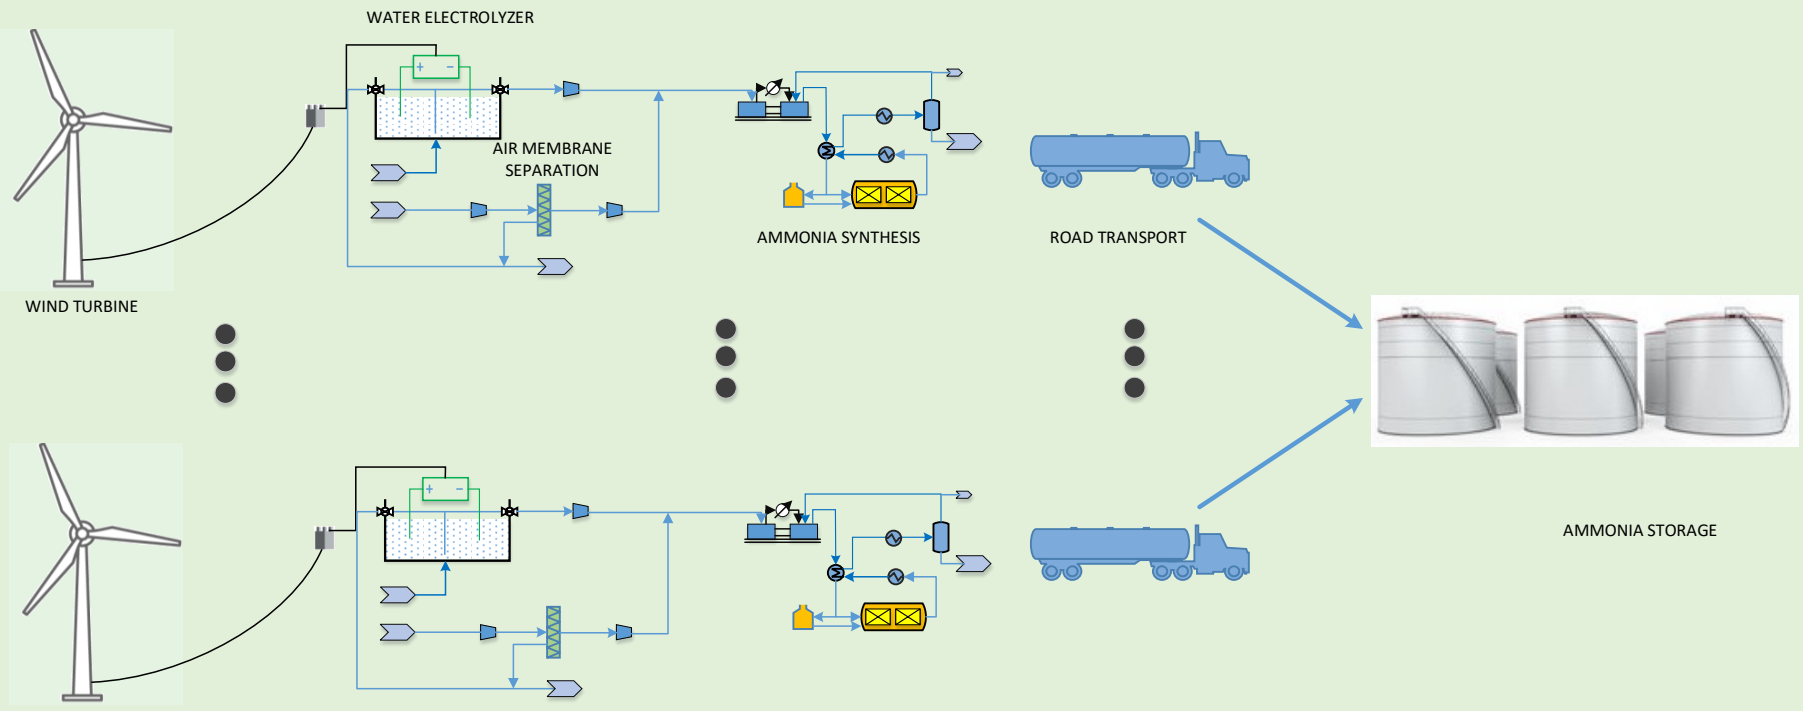 WATER ELECTROLYZER
+ −
AIR MEMBRANE
SEPARATION
M
AMMONIA SYNTHESIS
ROAD TRANSPORT
WIND TURBINE
+ −
AMMONIA STORAGE
M